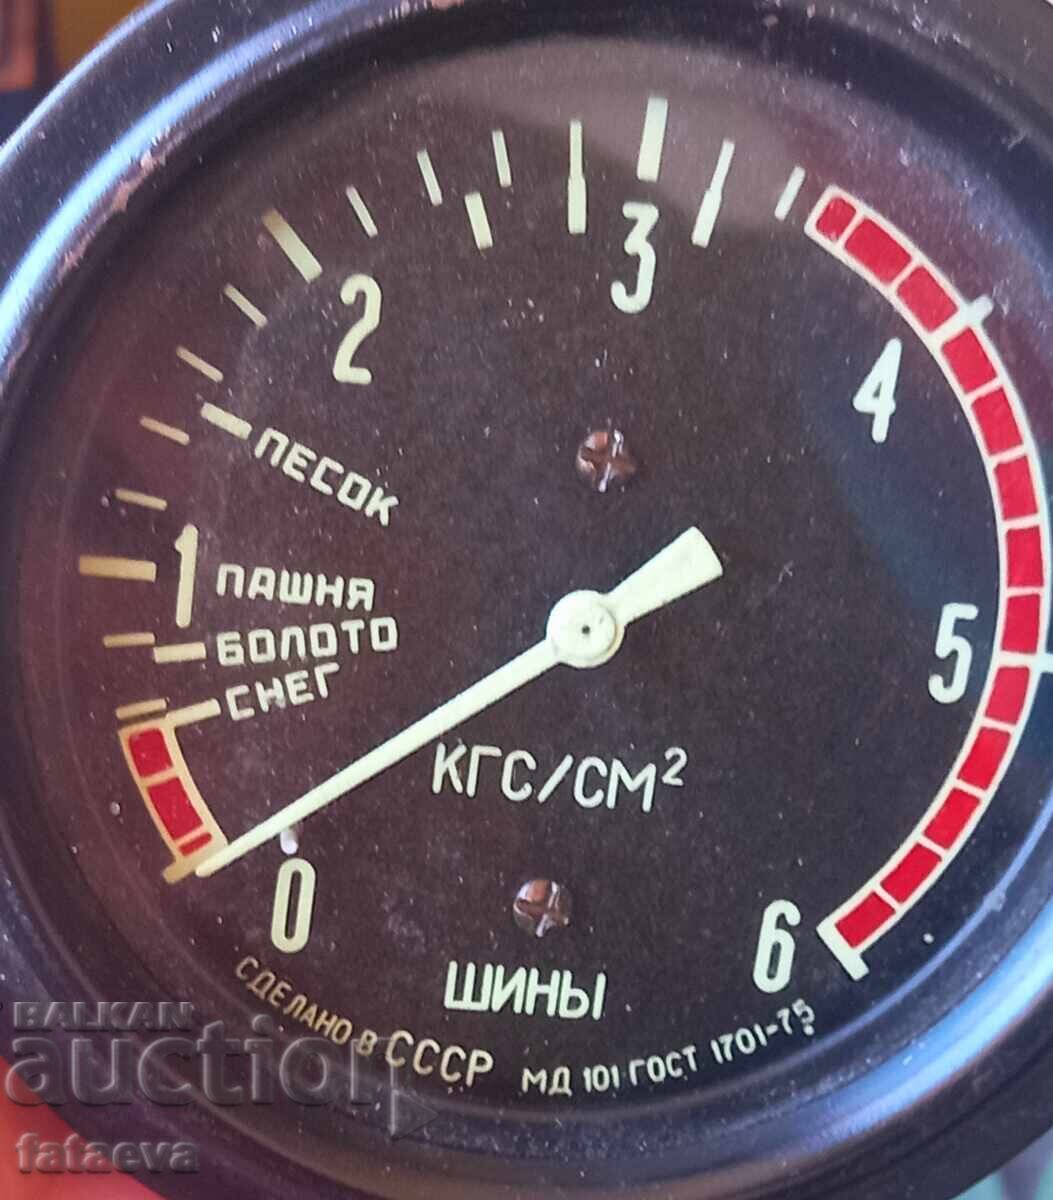 3
2
4
ПЕСОК
1
ПАШНЯ
БОЛОТО
СНЕГ
5
КГС/СМ²
0
6
ШИНЫ
СДЕЛАНО В СССР МД 101 ГОСТ 1701-75
BALKAN
auction
fataeva